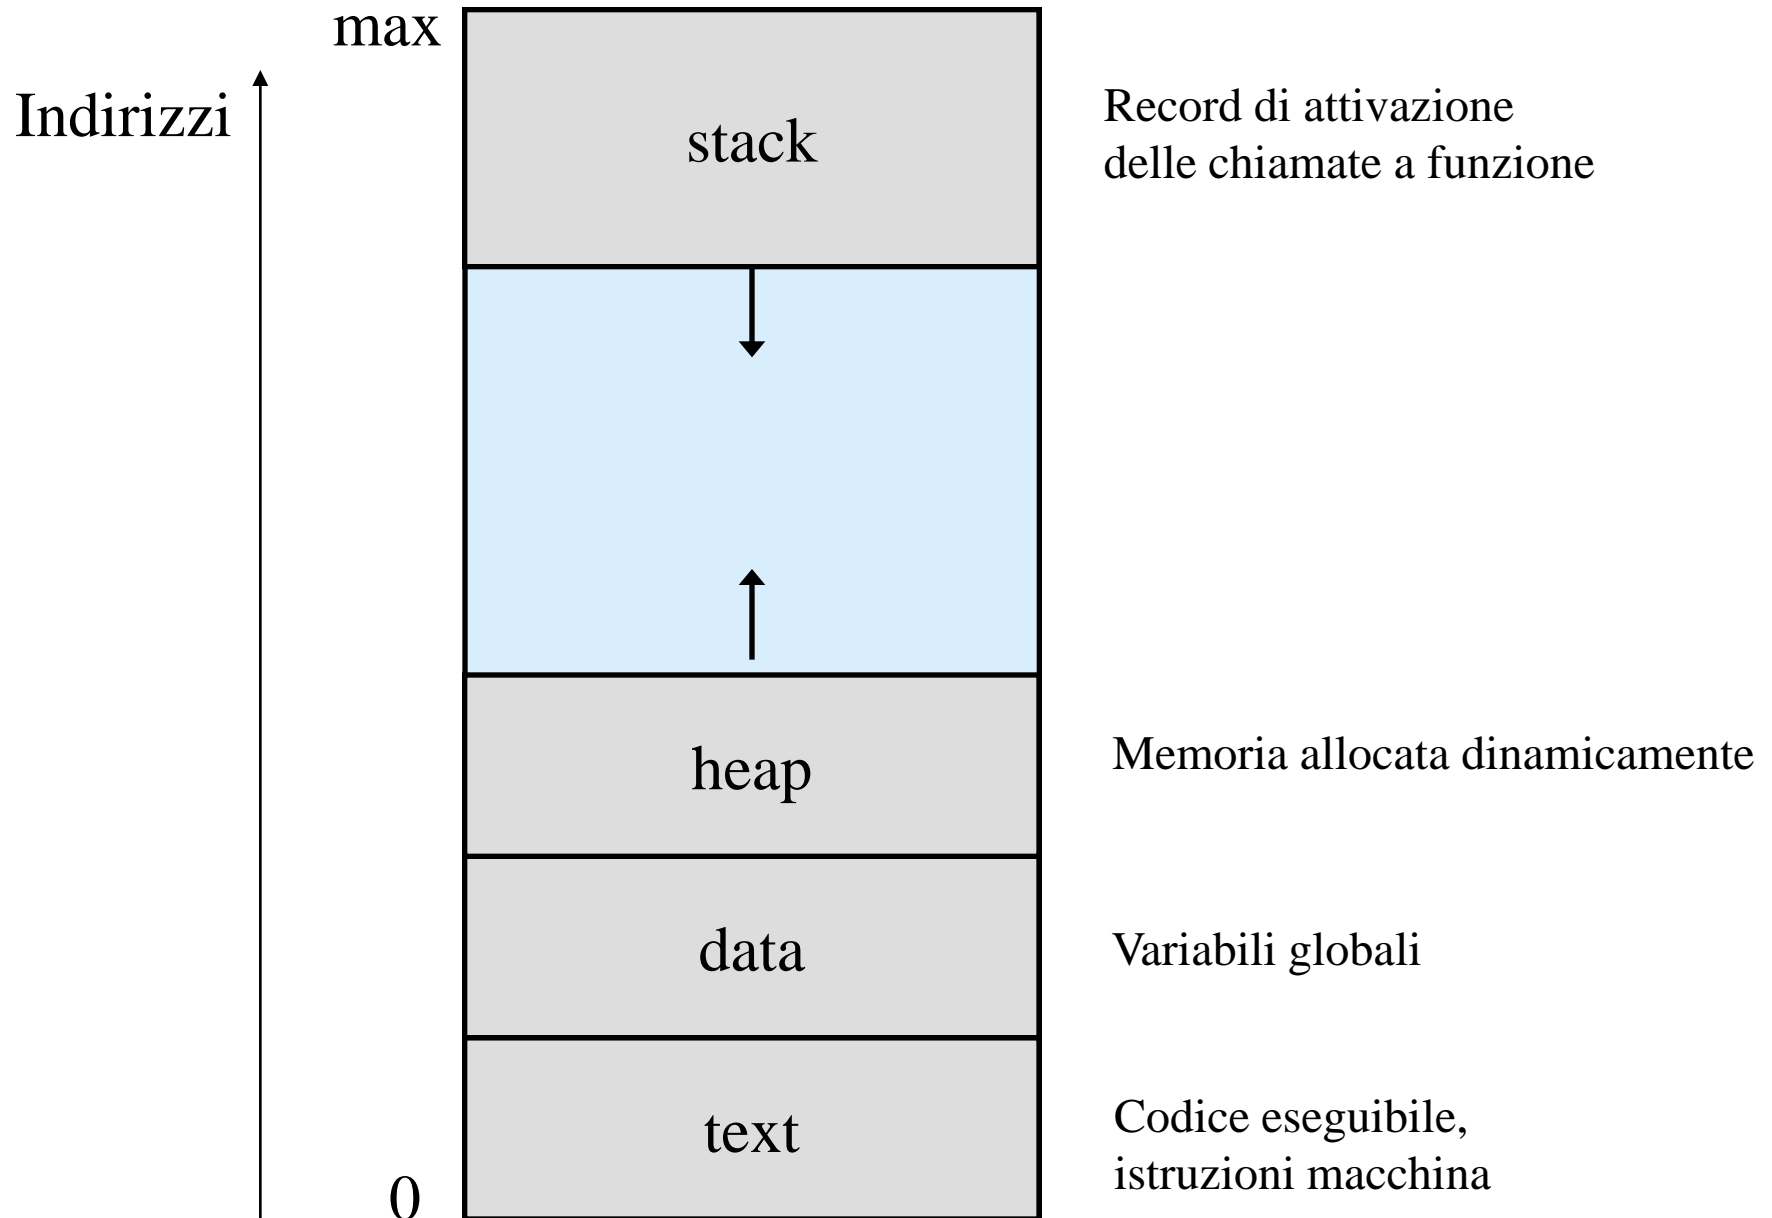 max
Indirizzi
stack
Record di attivazione
delle chiamate a funzione
heap
Memoria allocata dinamicamente
data
Variabili globali
text
Codice eseguibile,
istruzioni macchina
0